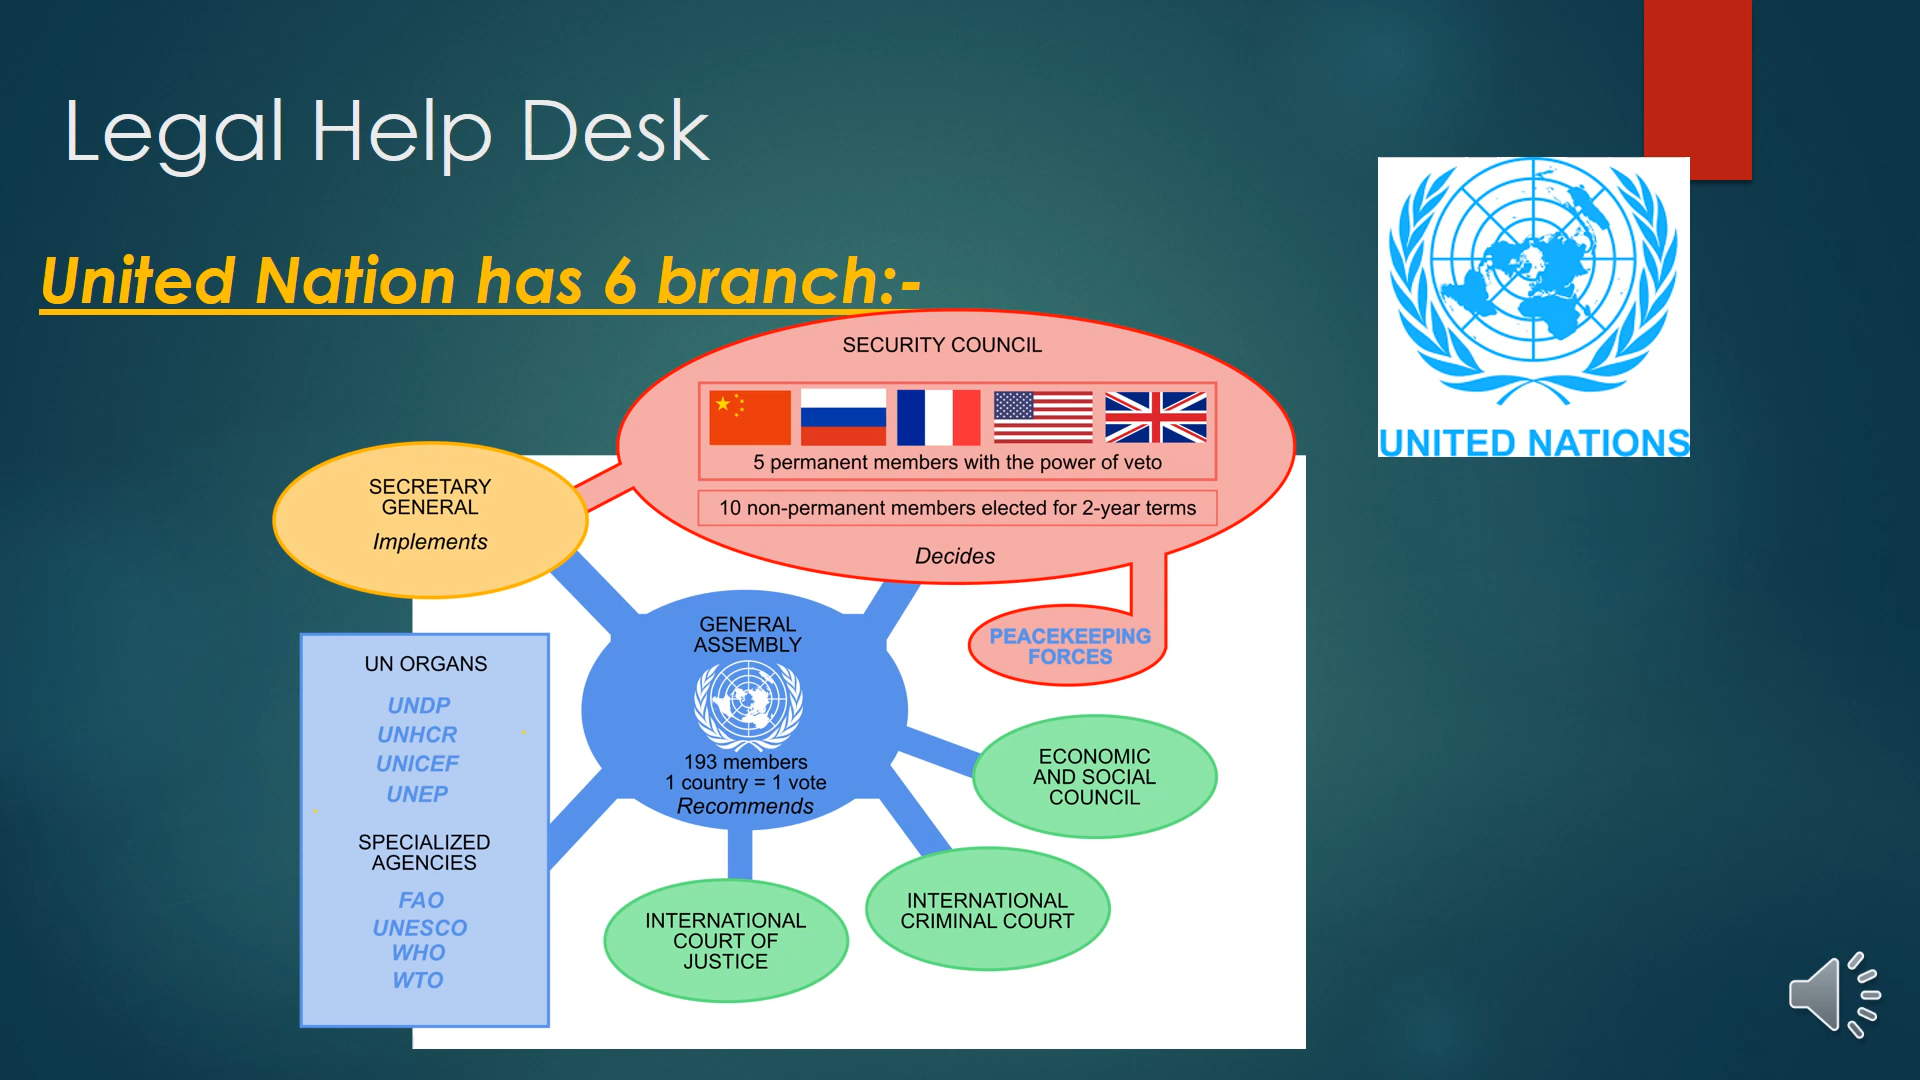 Legal Help Desk
United Nation has 6 branch:-
UNITED NATIONS
SECURITY COUNCIL
5 permanent members with the power of veto
10 non-permanent members elected for 2-year terms
Decides
SECRETARY
GENERAL
Implements
GENERAL
ASSEMBLY
193 members
1 country = 1 vote
Recommends
PEACEKEEPING
FORCES
UN ORGANS
UNDP
UNHCR
UNICEF
UNEP
SPECIALIZED
AGENCIES
FAO
UNESCO
WHO
WTO
ECONOMIC
AND SOCIAL
COUNCIL
INTERNATIONAL
CRIMINAL COURT
INTERNATIONAL
COURT OF
JUSTICE